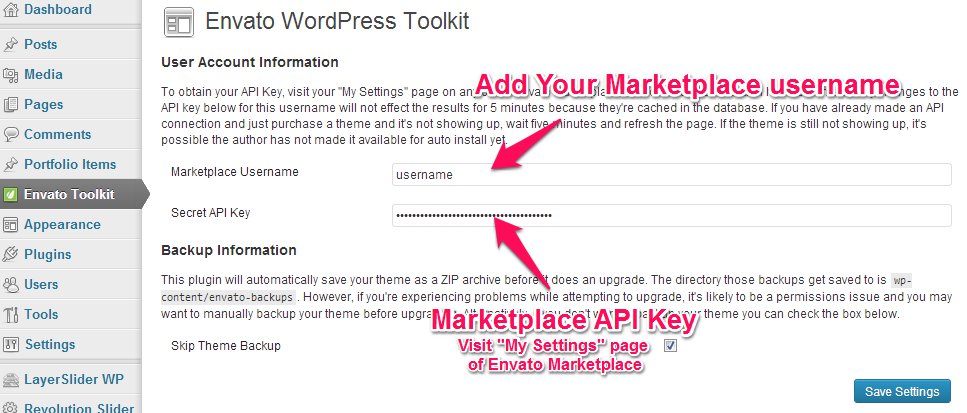 Dashboard
Posts
Media
Pages
Comments
Portfolio Items
Envato Toolkit
Appearance
Plugins
Users
Tools
Settings
LayerSlider WP
Revolution Slider
Envato WordPress Toolkit
User Account Information
Add Your Marketplace username
To obtain your API Key, visit your "My Settings" page on any
API key below for this username will not effect the results for 5 minutes because they're cached in the database. If you have already made an API
connection and just purchase a theme and it's not showing up, wait five minutes and refresh the page. If the theme is still not showing up, it's
possible the author has not made it available for auto install yet.
Marketplace Username
username
Secret API Key
Backup Information
This plugin will automatically save your theme as a ZIP archive before it does an upgrade. The directory those backups get saved to is wp-
content/envato-backups. However, if you're experiencing problems while attempting to upgrade, it's likely to be a permissions issue and you may
want to manually backup your theme before upgrading. Alternatively, you don't your theme you can check the box below.
Marketplace API Key
Visit "My Settings" page
of Envato Marketplace
Skip Theme Backup
Save Settings